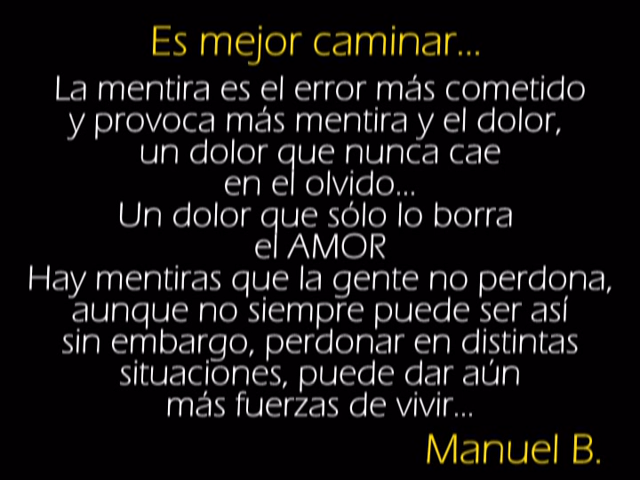 Es mejor caminar...
La mentira es el error más cometido
y provoca más mentira y el dolor,
un dolor que nunca cae
en el olvido...
Un dolor que sólo lo borra
el AMOR
Hay mentiras que la gente no perdona,
aunque no siempre puede ser así
sin embargo, perdonar en distintas
situaciones, puede dar aún
más fuerzas de vivir...
Manuel B.